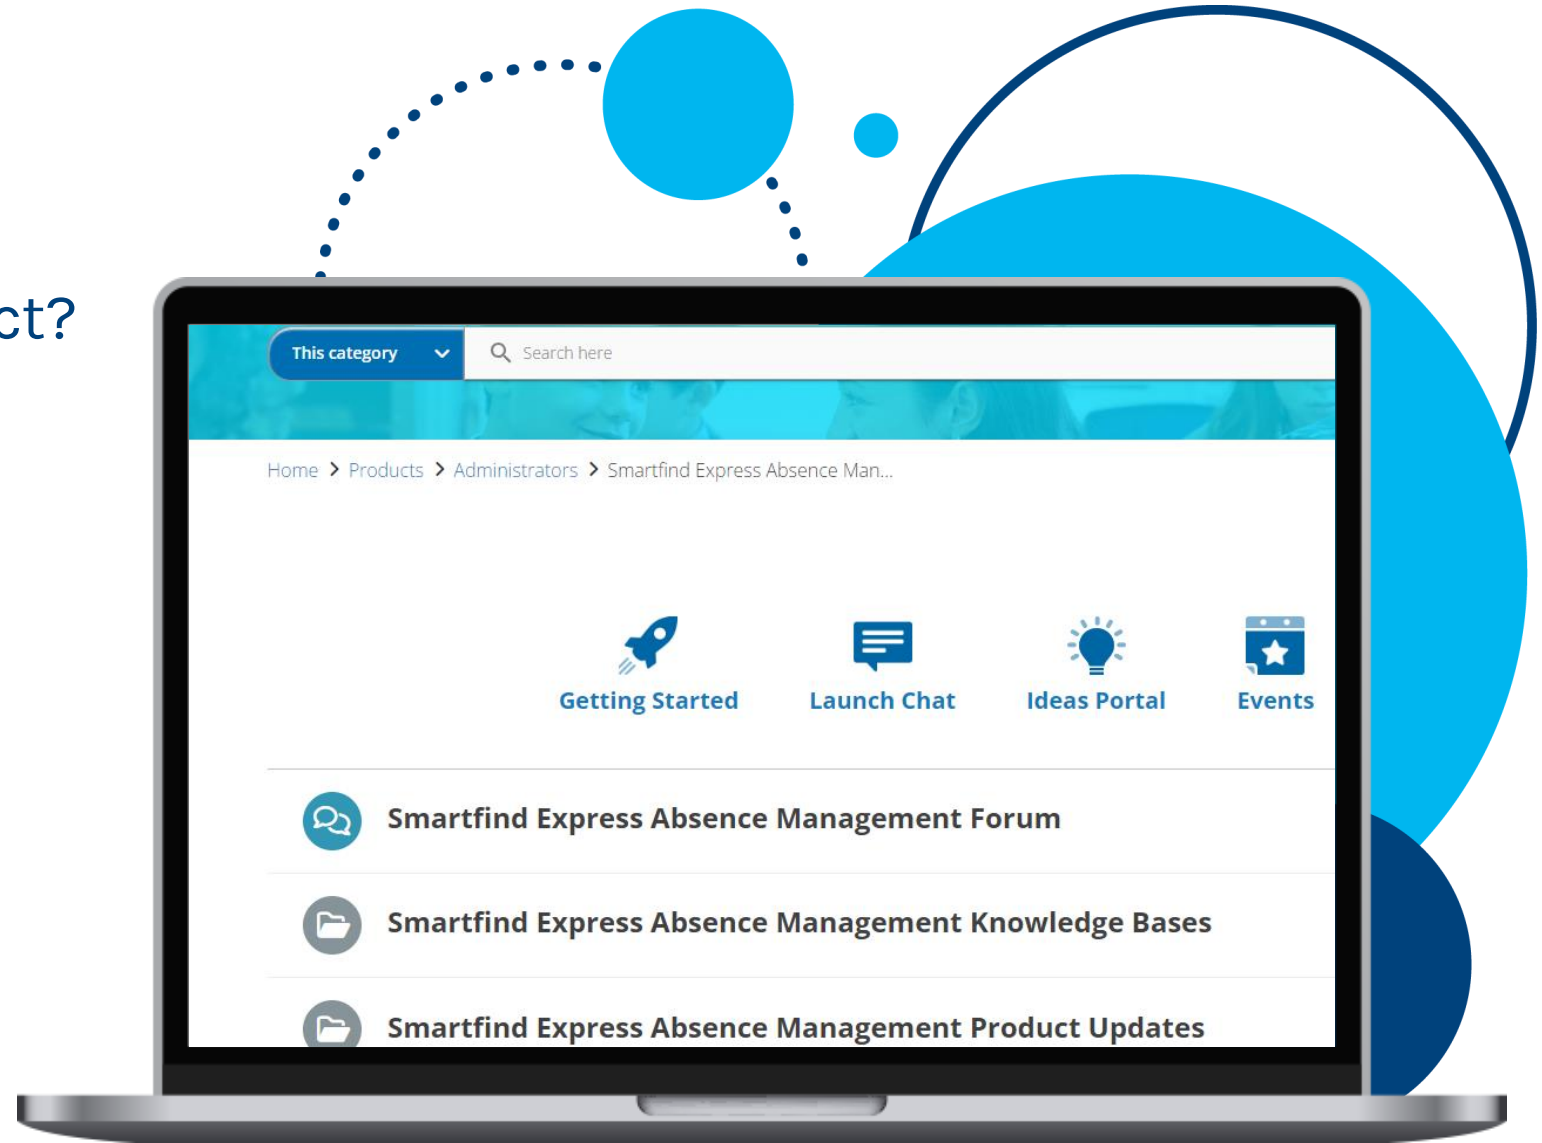 ct?
This category
Search here
Home > Products > Administrators > Smartfind Express Absence Man...
Getting Started Launch Chat Ideas Portal Events
Smartfind Express Absence Management Forum
Smartfind Express Absence Management Knowledge Bases
Smartfind Express Absence Management Product Updates